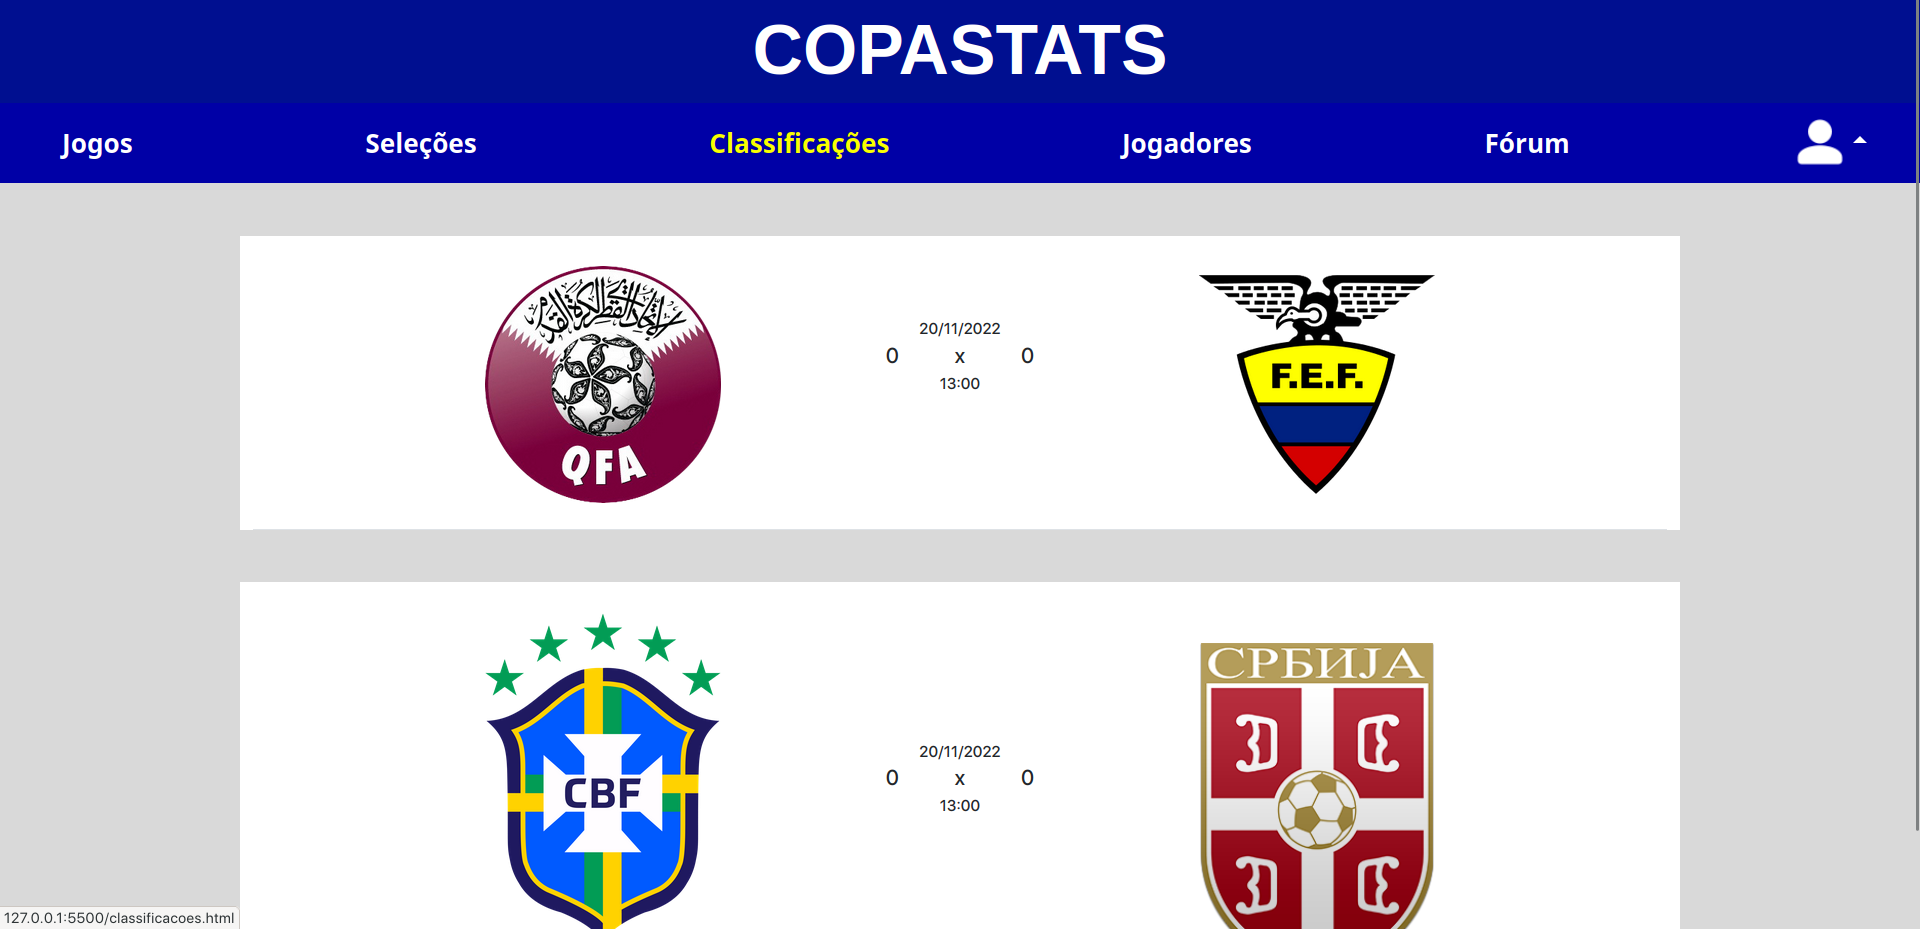 COPASTATS
Jogos
Seleções
Classificações
Jogadores
Fórum
QFA
20/11/2022
0 x 0
13:00
F.E.F.
CBF
20/11/2022
0 x 0
13:00
СРБИЈА
127.0.0.1:5500/classificacoes.html